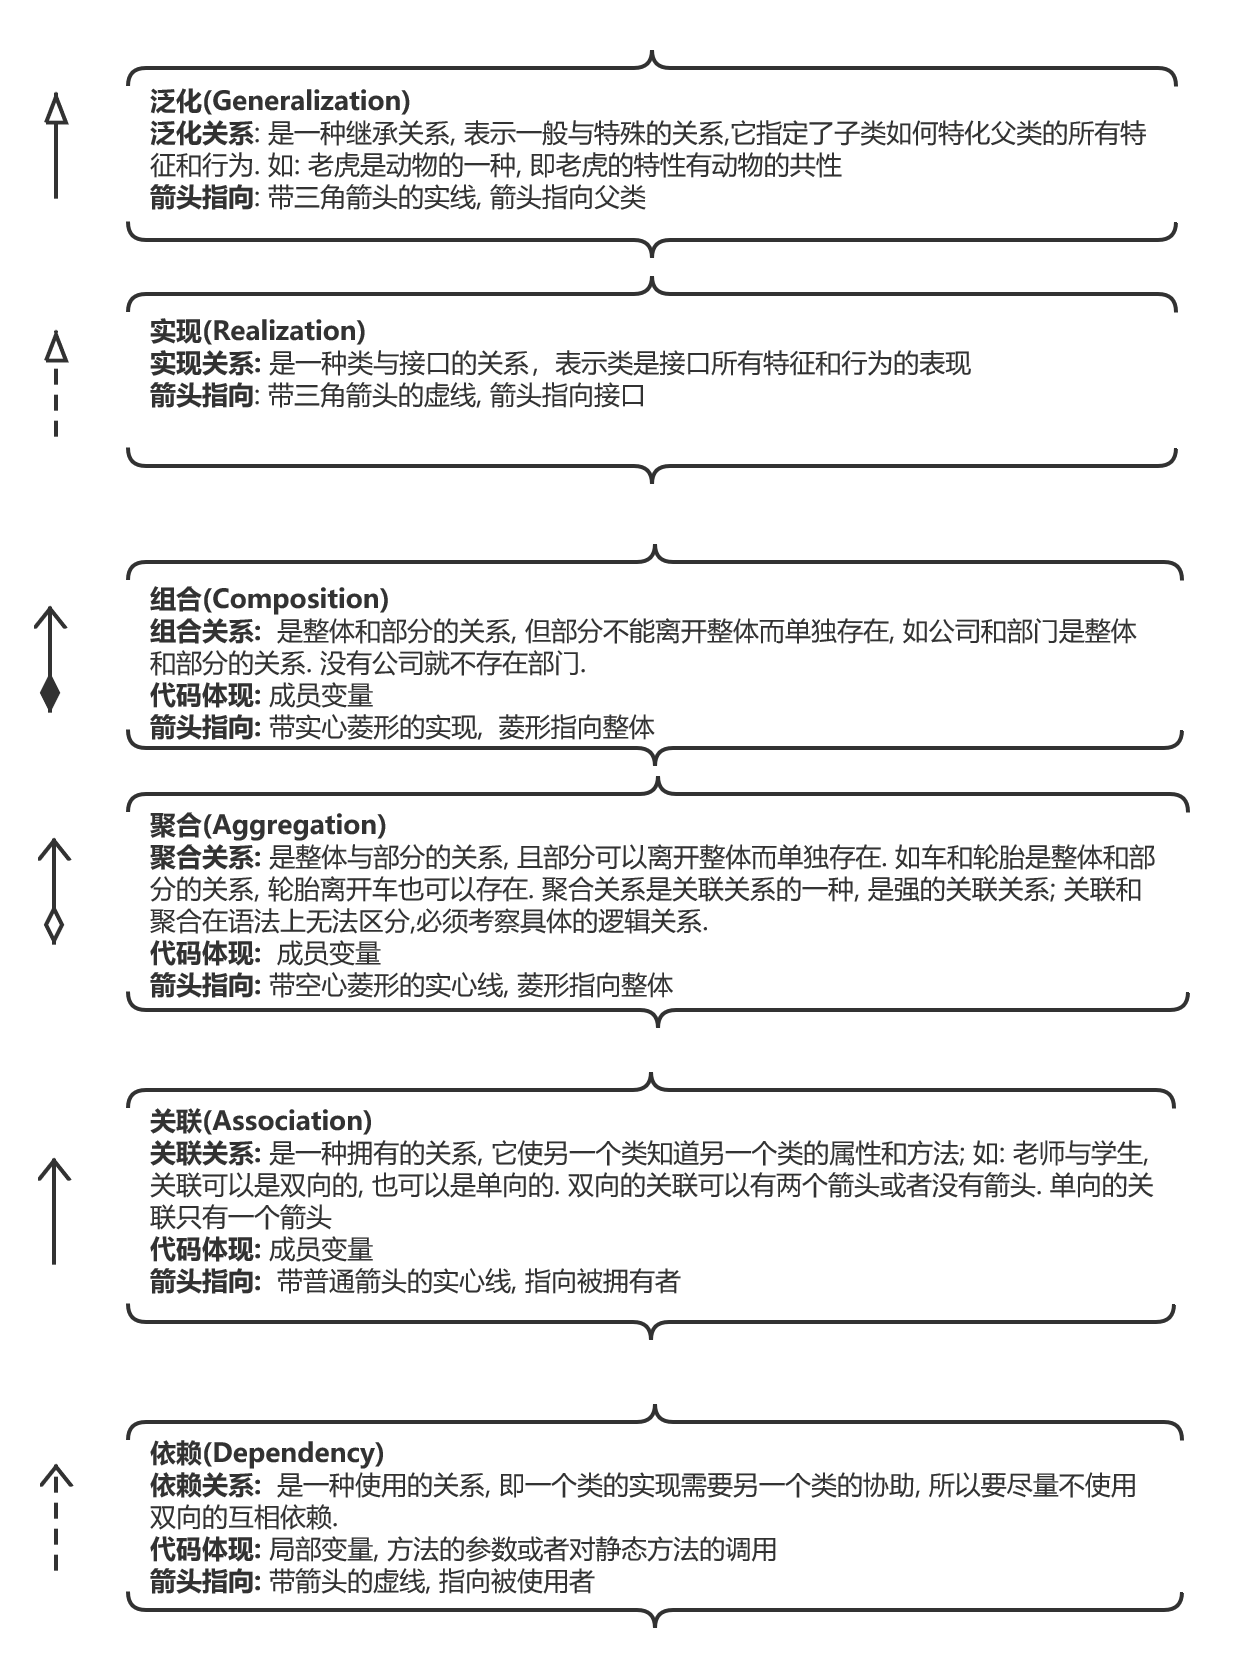 泛化(Generalization)
泛化关系: 是一种继承关系, 表示一般与特殊的关系,它指定了子类如何特化父类的所有特
征和行为. 如: 老虎是动物的一种, 即老虎的特性有动物的共性
箭头指向: 带三角箭头的实线, 箭头指向父类
实现(Realization)
实现关系: 是一种类与接口的关系，表示类是接口所有特征和行为的表现
箭头指向: 带三角箭头的虚线, 箭头指向接口
组合(Composition)
组合关系:  是整体和部分的关系, 但部分不能离开整体而单独存在, 如公司和部门是整体
和部分的关系. 没有公司就不存在部门.
代码体现: 成员变量
箭头指向: 带实心菱形的实现,  菱形指向整体
聚合(Aggregation)
聚合关系: 是整体与部分的关系, 且部分可以离开整体而单独存在. 如车和轮胎是整体和部
分的关系, 轮胎离开车也可以存在. 聚合关系是关联关系的一种, 是强的关联关系; 关联和
聚合在语法上无法区分,必须考察具体的逻辑关系.
代码体现:  成员变量
箭头指向: 带空心菱形的实心线, 菱形指向整体
关联(Association)
关联关系: 是一种拥有的关系, 它使另一个类知道另一个类的属性和方法; 如: 老师与学生,
关联可以是双向的, 也可以是单向的. 双向的关联可以有两个箭头或者没有箭头. 单向的关
联只有一个箭头
代码体现: 成员变量
箭头指向:  带普通箭头的实心线, 指向被拥有者
依赖(Dependency)
依赖关系:  是一种使用的关系, 即一个类的实现需要另一个类的协助, 所以要尽量不使用
双向的互相依赖.
代码体现: 局部变量, 方法的参数或者对静态方法的调用
箭头指向: 带箭头的虚线, 指向被使用者